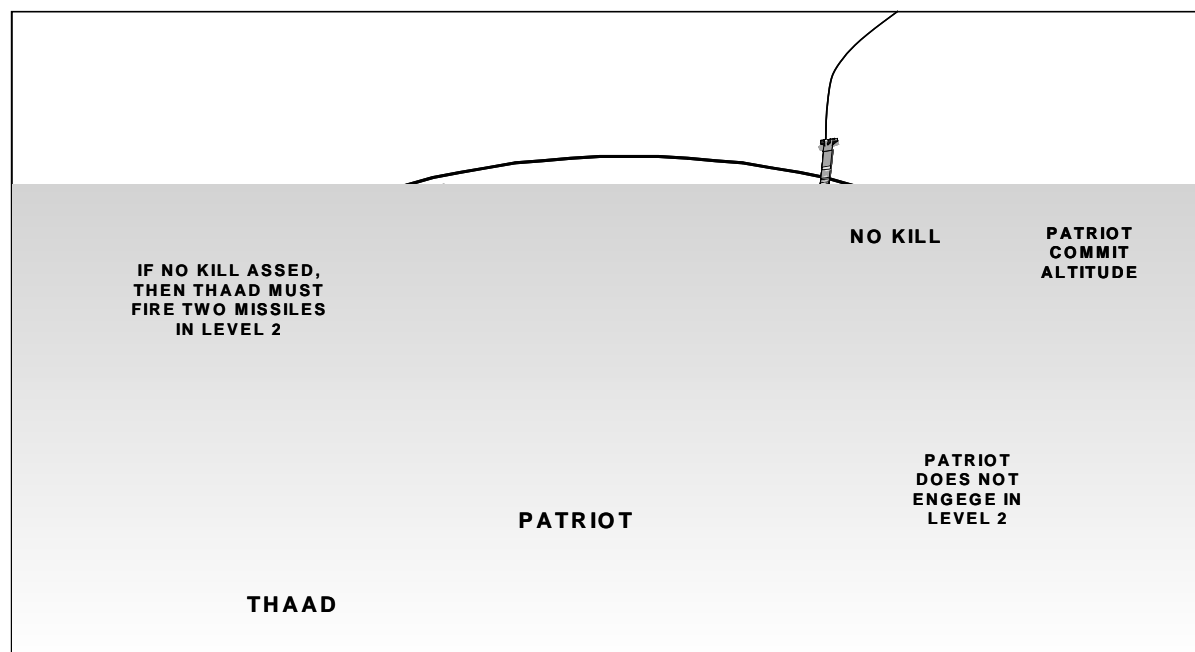 NO KILL
PATRIOT
COMMIT
ALTITUDE
IF NO KILL ASSED,
THEN THAAD MUST
FIRE TWO MISSILES
IN LEVEL 2
PATRIOT
DOES NOT
ENGEGE IN
LEVEL 2
PATRIOT
THAAD